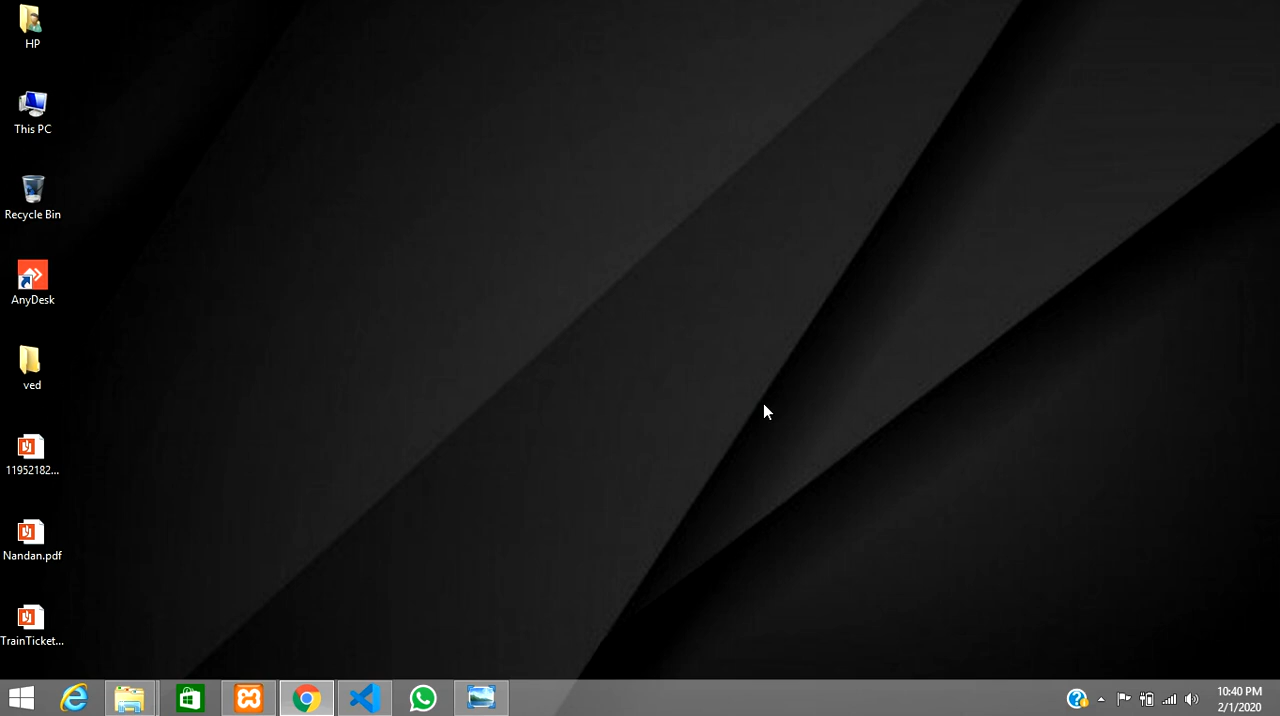 HP
This PC
Recycle Bin
AnyDesk
ved
11952182...
Nandan.pdf
TrainTicket...
10:40 PM
2/1/2020